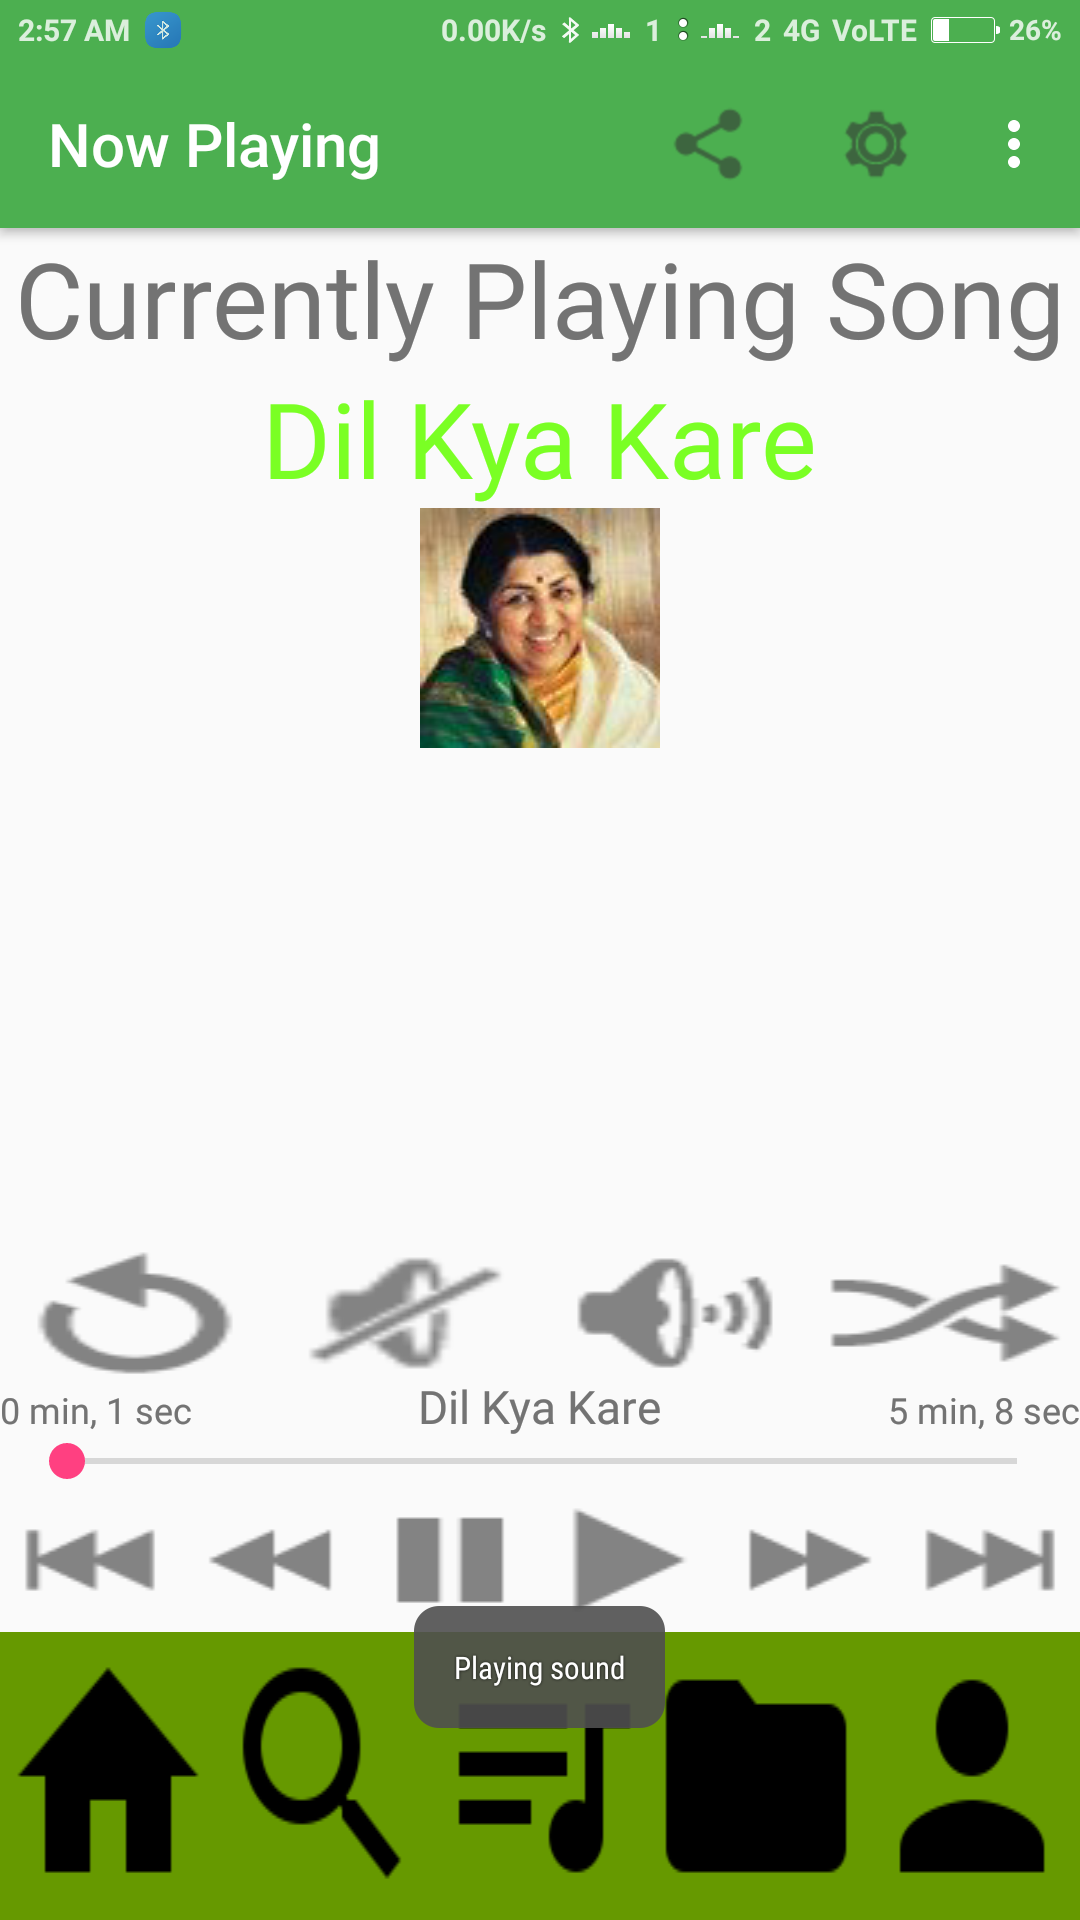 2:57 AM 0.00K/s 1 2 4G VoLTE 26%
Now Playing
Currently Playing Song
Dil Kya Kare
0 min, 1 sec Dil Kya Kare 5 min, 8 sec
Playing sound